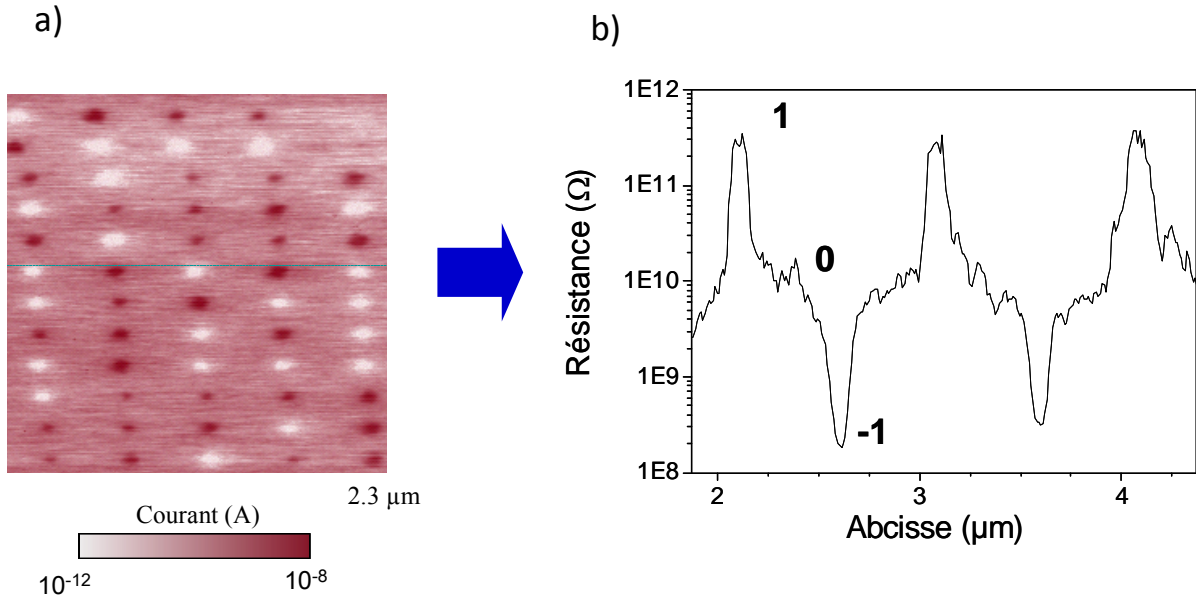 a)
2.3 µm
Courant (A)
10⁻¹²
10⁻⁸
b)
1E12
1E11
1E10
1E9
1E8
Résistance (Ω)
1
0
-1
2
3
4
Abcisse (µm)